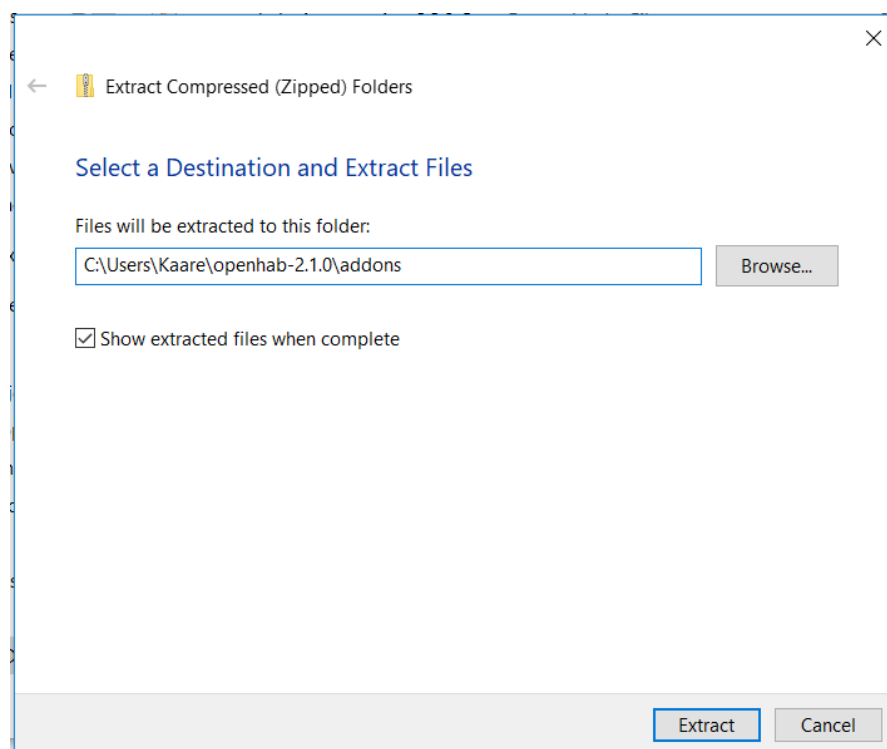 Extract Compressed (Zipped) Folders
Select a Destination and Extract Files
Files will be extracted to this folder:
C:\Users\Kaare\openhab-2.1.0\addons
Browse...
Show extracted files when complete
Extract
Cancel